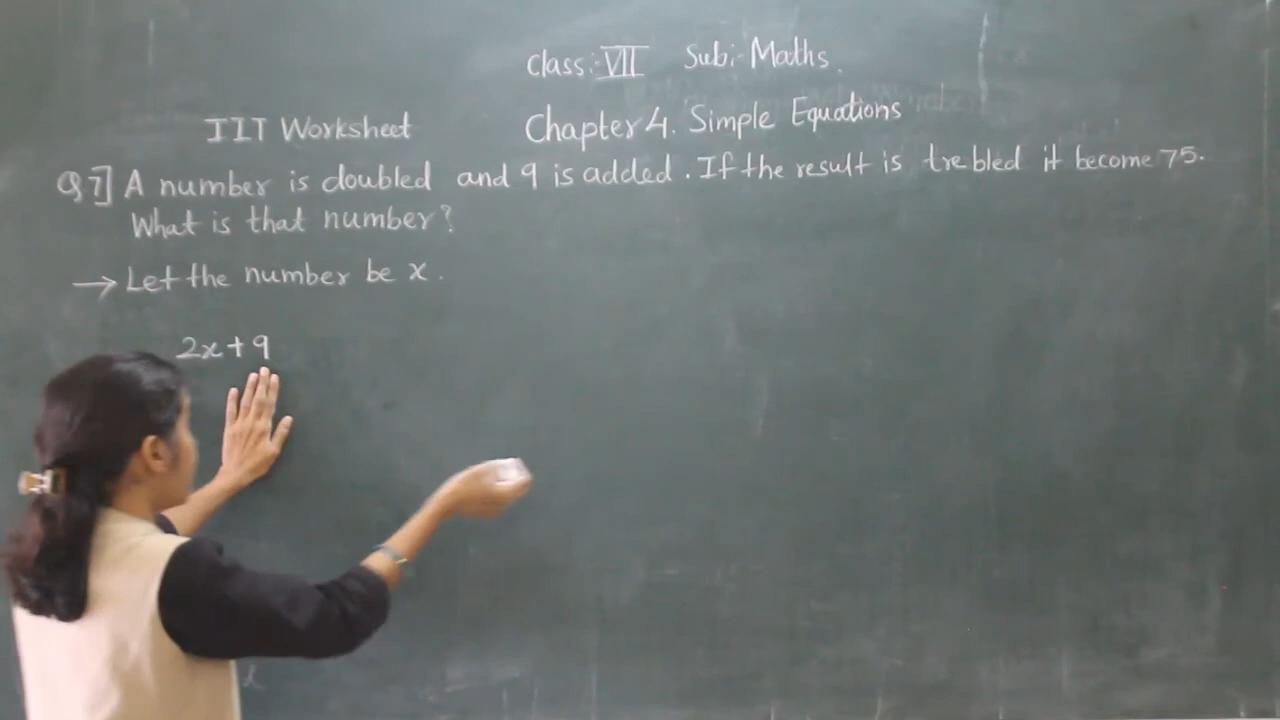 Class:- VII Sub:- Maths.
IIT Worksheet
Chapter 4. Simple Equations
Q 7] A number is doubled and 9 is added. If the result is trebled it become 75.
What is that number?
→ Let the number be x.
2x + 9